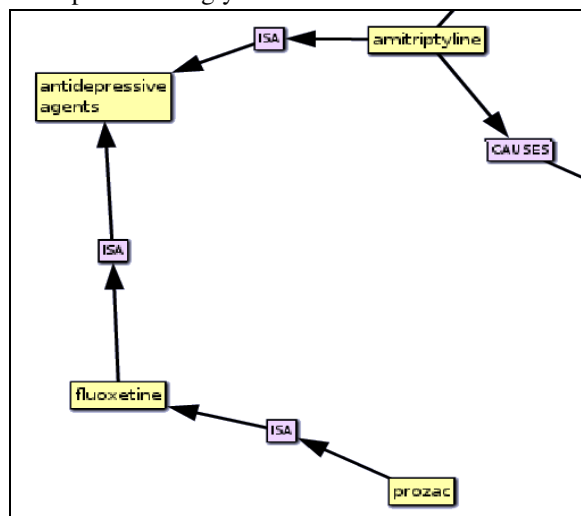 ISA
amitriptyline
antidepressive
agents
CAUSES
ISA
fluoxetine
ISA
prozac